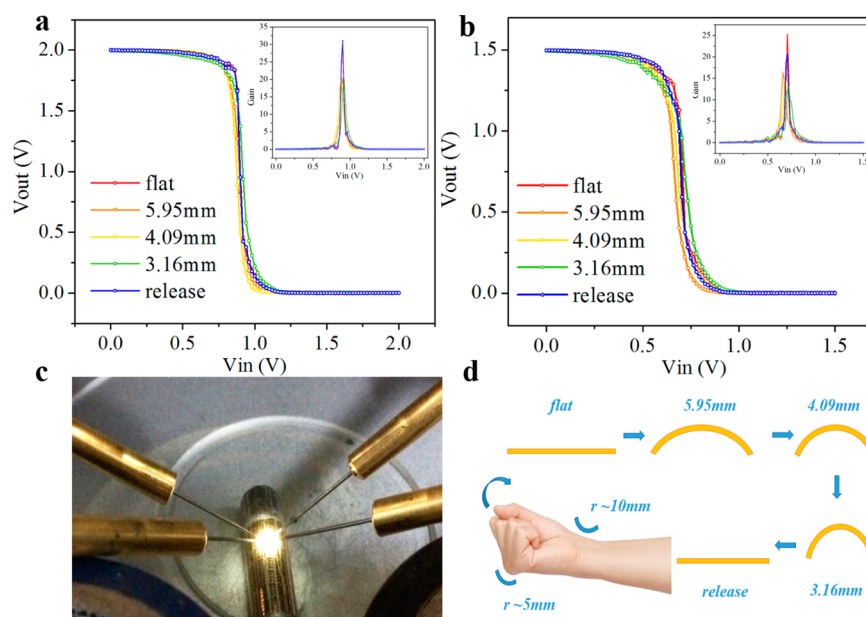 a
Vout (V)
2.0
1.5
1.0
0.5
0.0
0.0 0.5 1.0 1.5 2.0
Vin (V)
flat
5.95mm
4.09mm
3.16mm
release
Gain
35
30
25
20
15
10
5
0
0.0 0.5 1.0 1.5 2.0
Vin (V)
b
Vout (V)
1.5
1.0
0.5
0.0
0.0 0.5 1.0 1.5
Vin (V)
flat
5.95mm
4.09mm
3.16mm
release
Gain
25
20
15
10
5
0
0.0 0.5 1.0 1.5
Vin (V)
c
d
flat 5.95mm 4.09mm
r ~10mm
r ~5mm
release 3.16mm